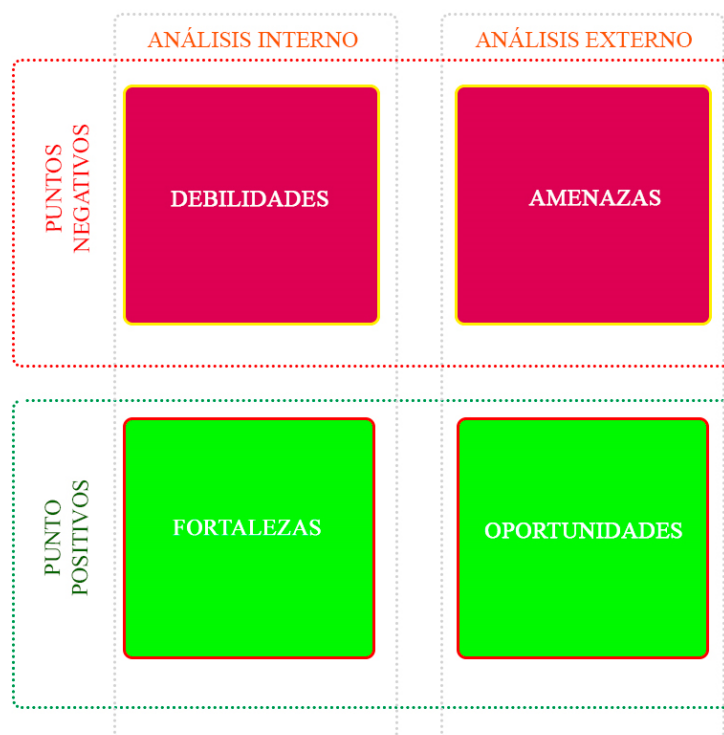 ANÁLISIS INTERNO
ANÁLISIS EXTERNO
PUNTOS
NEGATIVOS
DEBILIDADES
AMENAZAS
PUNTO
POSITIVOS
FORTALEZAS
OPORTUNIDADES